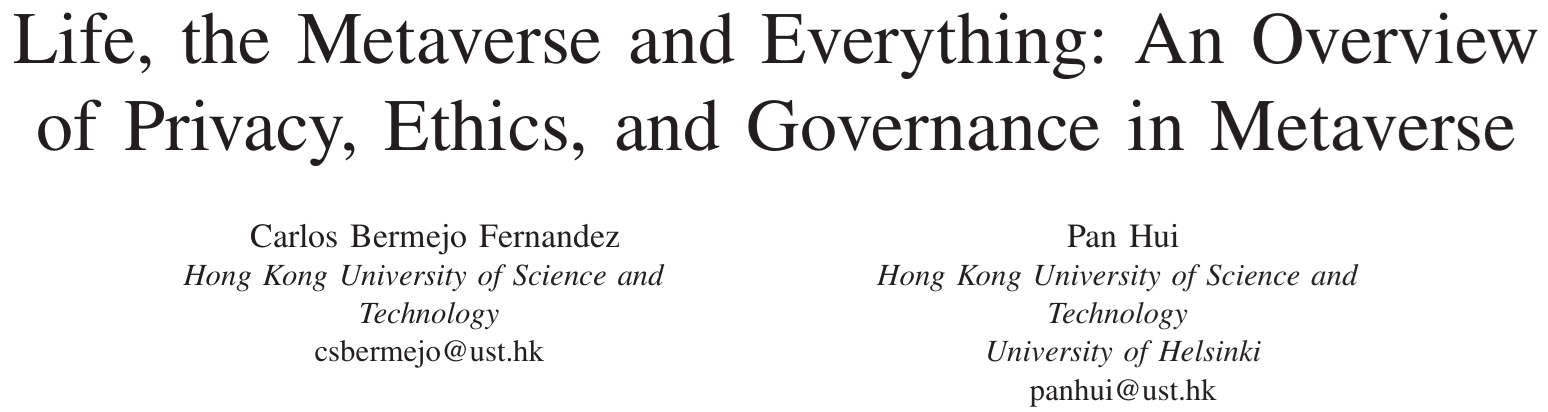 Life, the Metaverse and Everything: An Overview
of Privacy, Ethics, and Governance in Metaverse
Carlos Bermejo Fernandez
Hong Kong University of Science and
Technology
csbermejo@ust.hk
Pan Hui
Hong Kong University of Science and
Technology
University of Helsinki
panhui@ust.hk